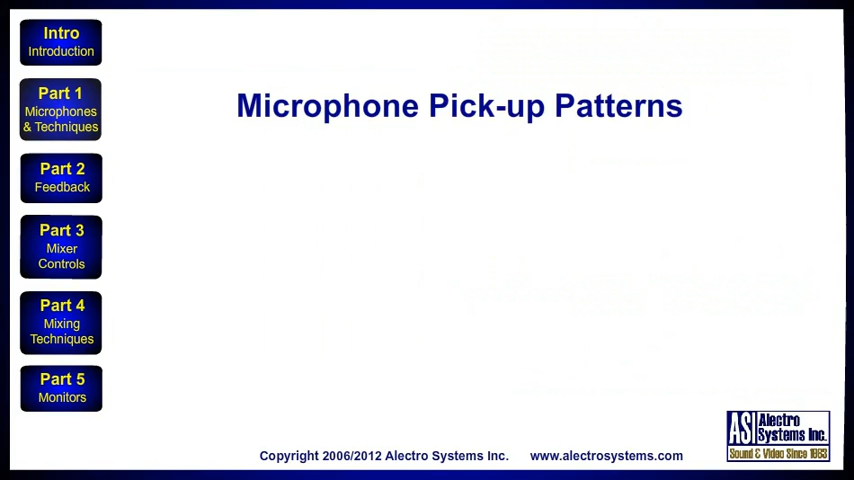 Intro
Introduction
Part 1
Microphones
& Techniques
Part 2
Feedback
Part 3
Mixer
Controls
Part 4
Mixing
Techniques
Part 5
Monitors
Microphone Pick-up Patterns
Copyright 2006/2012 Alectro Systems Inc. www.alectrosystems.com
ASI Alectro
Systems Inc.
Sound & Video Since 1983